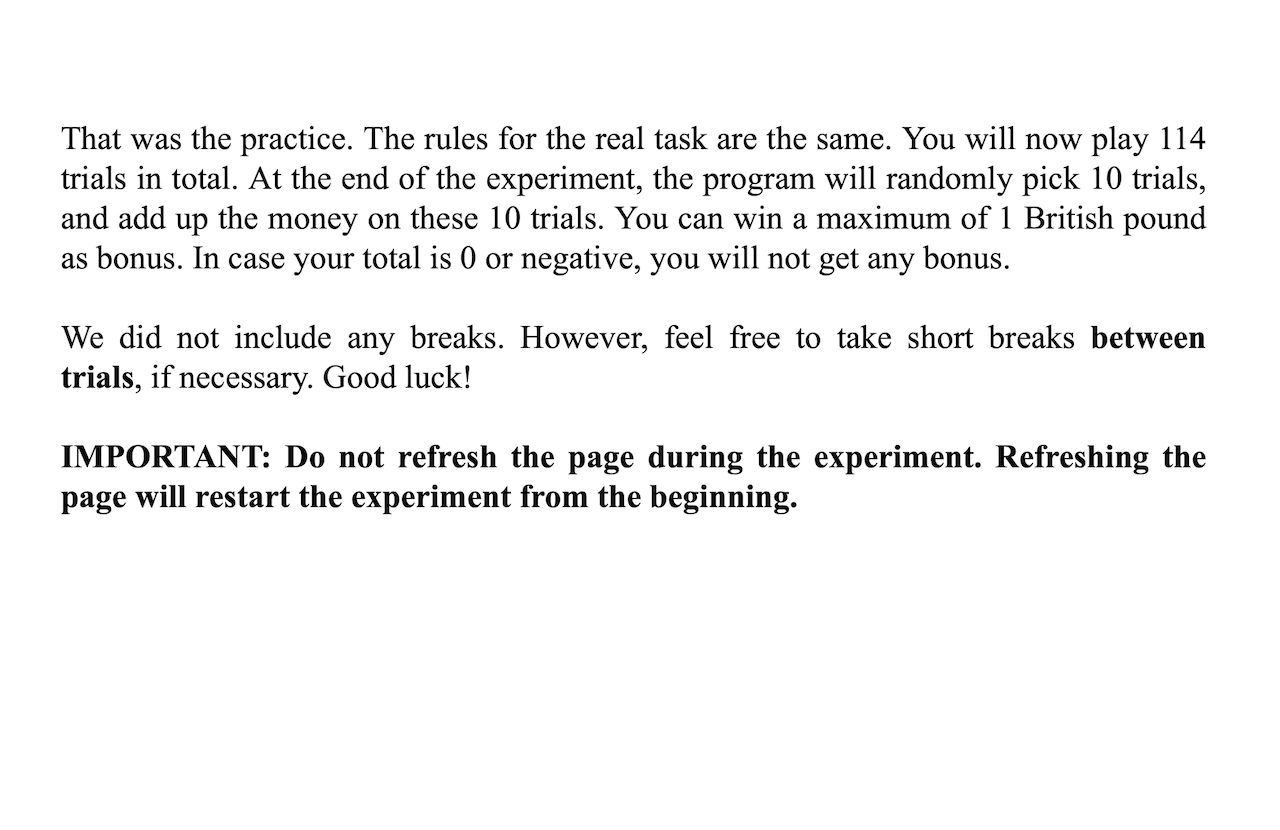 That was the practice. The rules for the real task are the same. You will now play 114
trials in total. At the end of the experiment, the program will randomly pick 10 trials,
and add up the money on these 10 trials. You can win a maximum of 1 British pound
as bonus. In case your total is 0 or negative, you will not get any bonus.
We did not include any breaks. However, feel free to take short breaks between
trials, if necessary. Good luck!
IMPORTANT: Do not refresh the page during the experiment. Refreshing the
page will restart the experiment from the beginning.